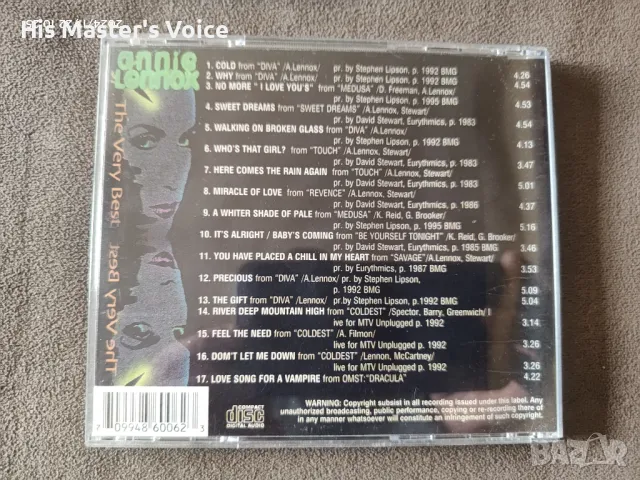 His Master's Voice
annie
Lennox
The Very Best
The Very Best
1. COLD from "DIVA" /A.Lennox/ pr. by Stephen Lipson, p. 1992 BMG 4.26
2. WHY from "DIVA" /A.Lennox/ pr. by Stephen Lipson, p. 1992 BMG 4.54
3. NO MORE " I LOVE YOU'S" from "MEDUSA" /D. Freeman, A.Lennox/
pr. by Stephen Lipson, p. 1995 BMG 4.53
4. SWEET DREAMS from "SWEET DREAMS" /A.Lennox, Stewart/
pr. by David Stewart, Eurythmics, p. 1983 4.54
5. WALKING ON BROKEN GLASS from "DIVA" /A.Lennox/
pr. by Stephen Lipson, p. 1992 BMG 4.13
6. WHO'S THAT GIRL? from "TOUCH" /A.Lennox, Stewart/
pr. by David Stewart, Eurythmics, p. 1983 3.47
7. HERE COMES THE RAIN AGAIN from "TOUCH" /A.Lennox, Stewart/
pr. by David Stewart, Eurythmics, p. 1983 5.01
8. MIRACLE OF LOVE from "REVENCE" /A.Lennox, Stewart/
pr. by David Stewart, Eurythmics, p. 1986 4.37
9. A WHITER SHADE OF PALE from "MEDUSA" /K. Reid, G. Brooker/
pr. by Stephen Lipson, p. 1995 BMG 5.16
10. IT'S ALRIGHT / BABY'S COMING from "BE YOURSELF TONIGHT" /K. Reid, G. Brooker/
pr. by David Stewart, Eurythmics, p. 1985 BMG 3.46
11. YOU HAVE PLACED A CHILL IN MY HEART from "SAVAGE"/A.Lennox, Stewart/
pr. by Eurythmics, p. 1987 BMG 3.53
12. PRECIOUS from "DIVA" /A.Lennox/ pr. by Stephen Lipson,
p. 1992 BMG 5.09
13. THE GIFT from "DIVA" /Lennox/ pr.by Stephen Lipson, p.1992 BMG 5.04
14. RIVER DEEP MOUNTAIN HIGH from "COLDEST" /Spector, Barry, Greenwich/ I
live for MTV Unplugged p. 1992 3.14
15. FEEL THE NEED from "COLDEST" /A. Filmon/
live for MTV Unplugged p. 1992 3.26
16. DOM'T LET ME DOWN from "COLDEST" /Lennon, McCartney/
live for MTV Unplugged p. 1992 3.26
17. LOVE SONG FOR A VAMPIRE from OMST:"DRACULA" 4.22
WARNING: Copyright subsist in all recording issued under this label. Any
unauthorized broadcasting, public performance, copying or re-recording there of
in any manner whatsoever will constitute an infringement of such copyright.
COMPACT
disc
DIGITAL AUDIO
7 09948 60062 3
BAZAR